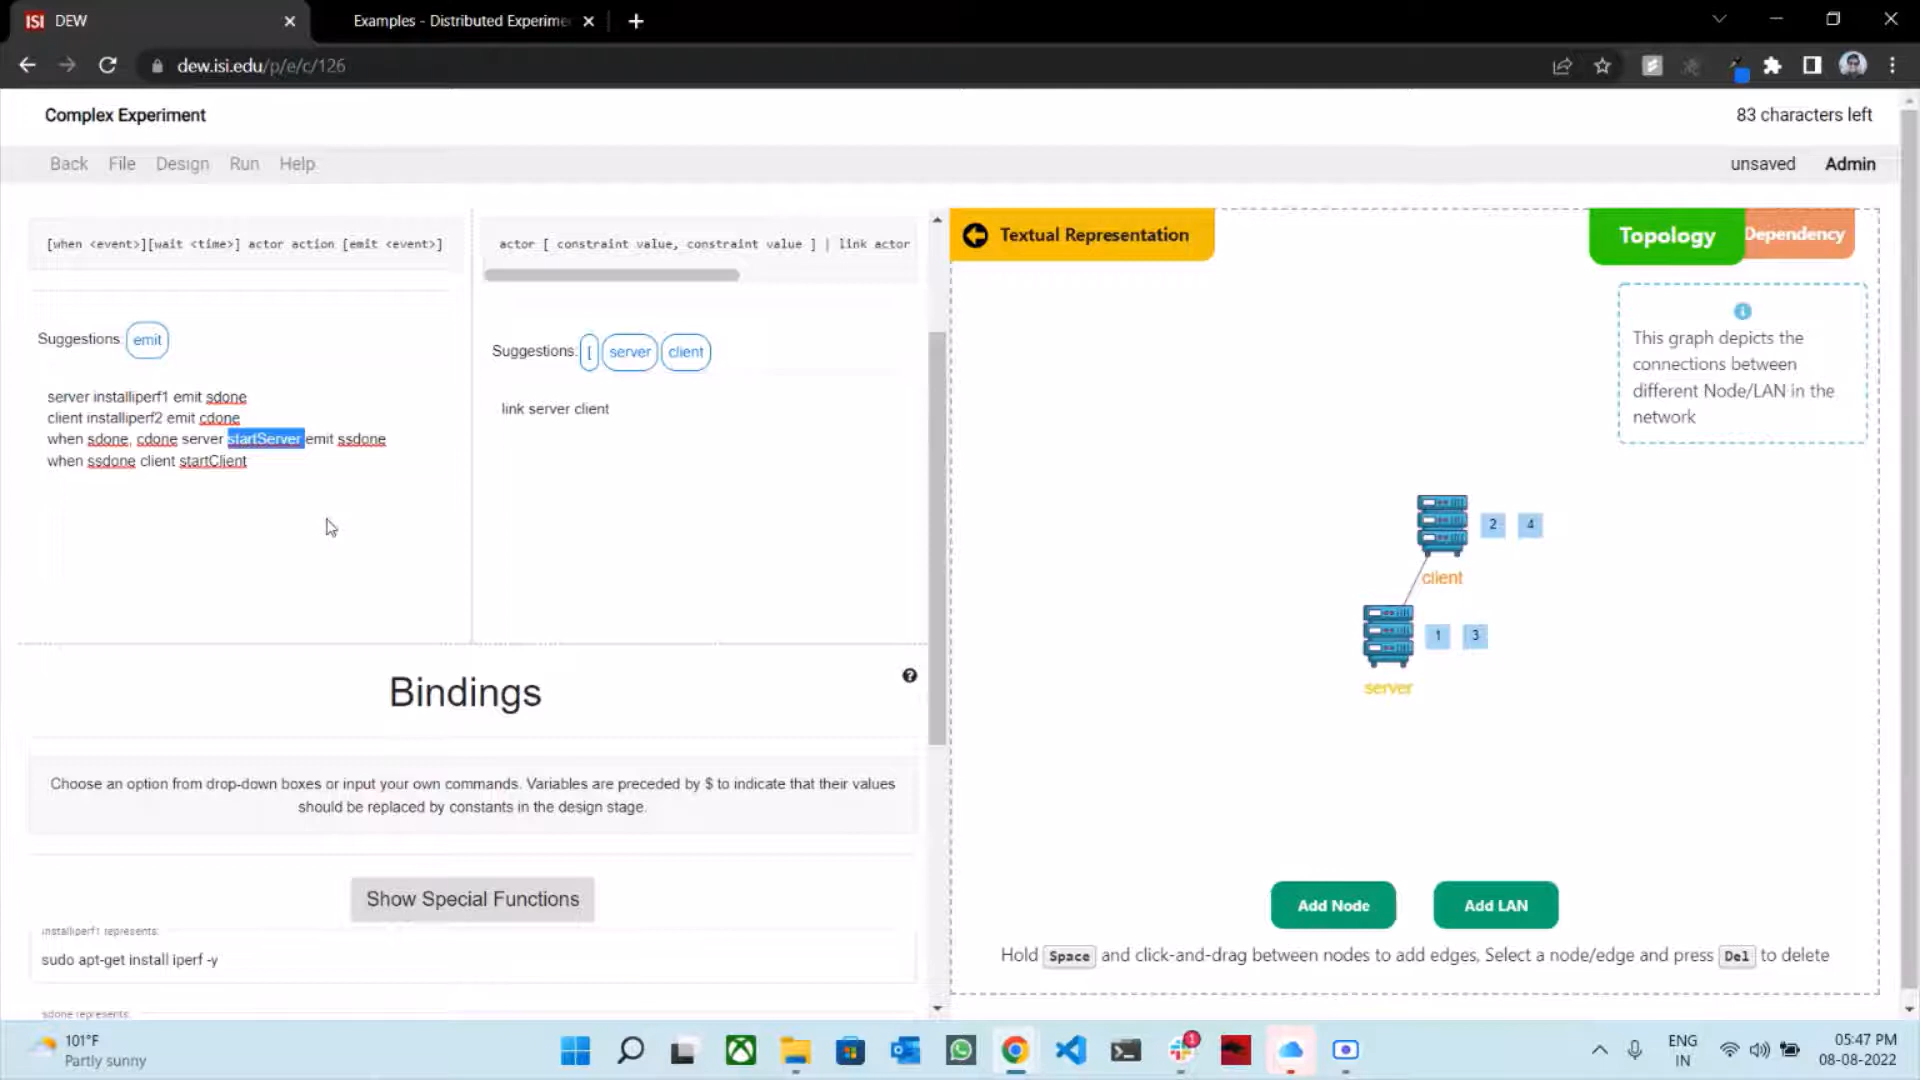 DEW
Examples - Distributed Experime
dew.isi.edu/p/e/c/126
Complex Experiment
83 characters left
Back File Design Run Help
unsaved Admin
[when <event>][wait <time>] actor action [emit <event>]
Suggestions: emit
server installiperf1 emit sdone
client installiperf2 emit cdone
when sdone, cdone server startServer emit ssdone
when ssdone client startClient
actor [ constraint value, constraint value ] | link actor
Suggestions: [ server client
link server client
Bindings
Choose an option from drop-down boxes or input your own commands. Variables are preceded by $ to indicate that their values
should be replaced by constants in the design stage.
Show Special Functions
installiperf1 represents:
sudo apt-get install iperf -y
sdone represents:
Textual Representation
Topology
Dependency
This graph depicts the
connections between
different Node/LAN in the
network
2 4
client
1 3
server
Add Node
Add LAN
Hold Space and click-and-drag between nodes to add edges, Select a node/edge and press Del to delete
101°F
Partly sunny
1
ENG
IN
05:47 PM
08-08-2022